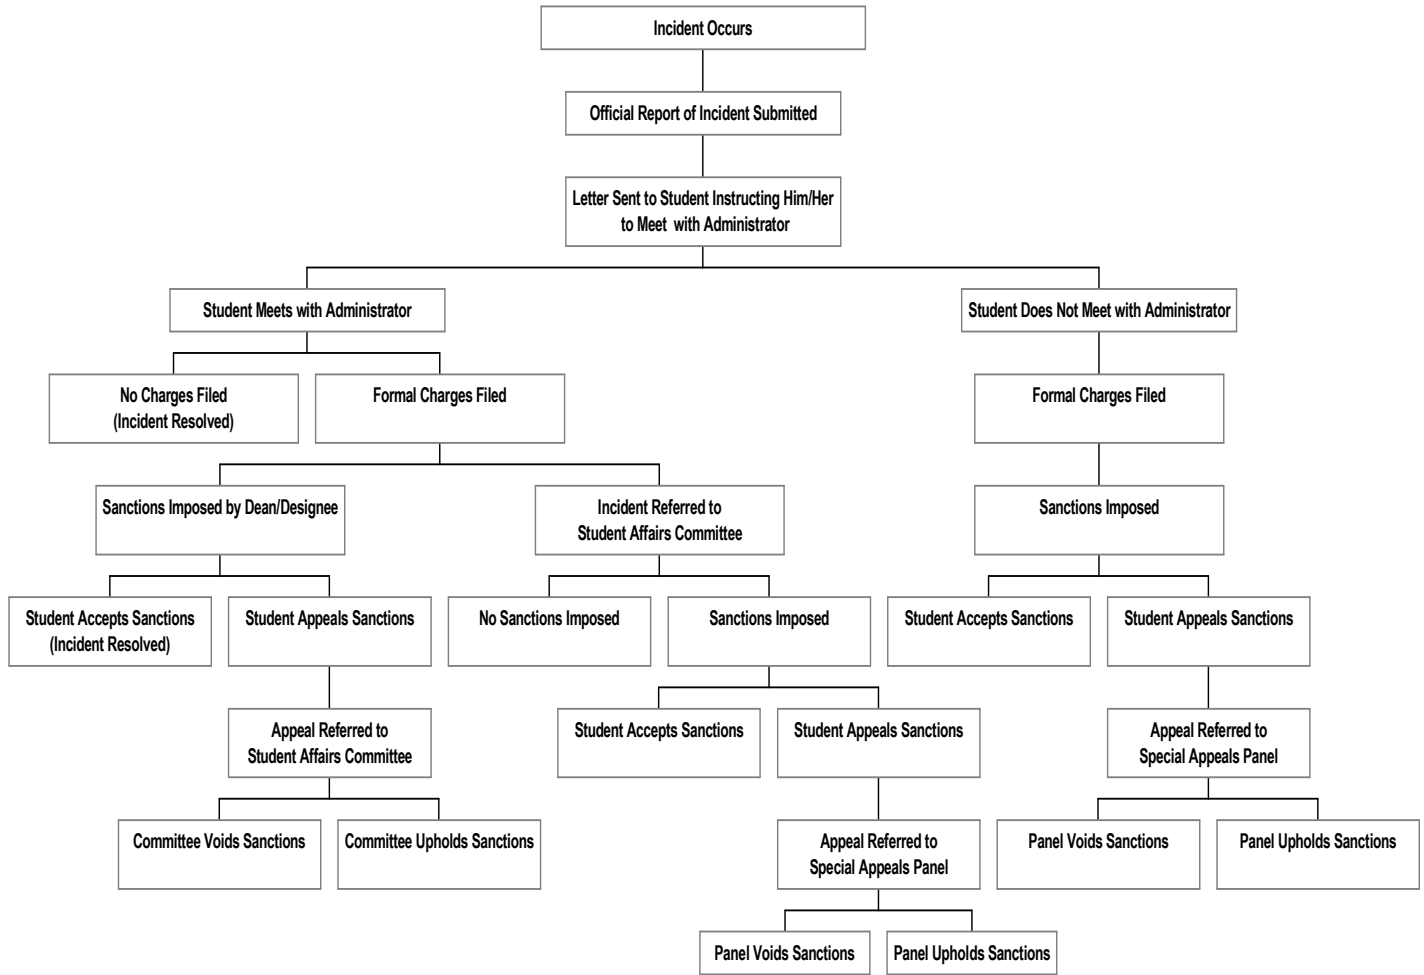 Incident Occurs
Official Report of Incident Submitted
Letter Sent to Student Instructing Him/Her
to Meet with Administrator
Student Meets with Administrator
Student Does Not Meet with Administrator
No Charges Filed
(Incident Resolved)
Formal Charges Filed
Formal Charges Filed
Sanctions Imposed by Dean/Designee
Incident Referred to
Student Affairs Committee
Sanctions Imposed
Student Accepts Sanctions
(Incident Resolved)
Student Appeals Sanctions
No Sanctions Imposed
Sanctions Imposed
Student Accepts Sanctions
Student Appeals Sanctions
Appeal Referred to
Student Affairs Committee
Student Accepts Sanctions
Student Appeals Sanctions
Appeal Referred to
Special Appeals Panel
Committee Voids Sanctions
Committee Upholds Sanctions
Appeal Referred to
Special Appeals Panel
Panel Voids Sanctions
Panel Upholds Sanctions
Panel Voids Sanctions
Panel Upholds Sanctions